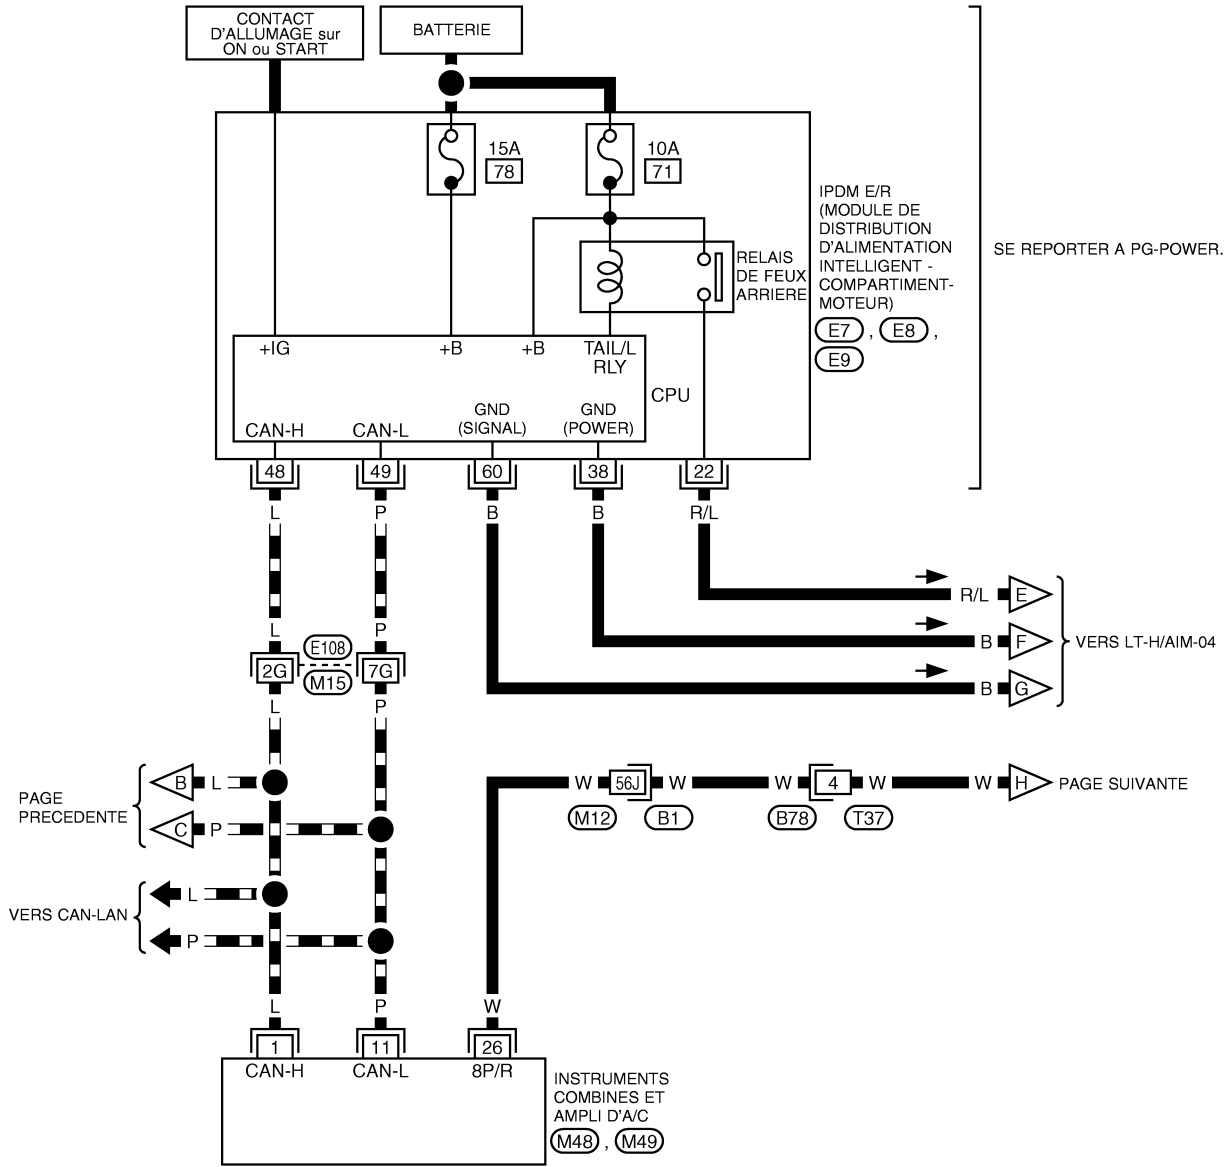 CONTACT
D'ALLUMAGE sur
ON ou START
BATTERIE
15A
78
10A
71
IPDM E/R
(MODULE DE
DISTRIBUTION
D'ALIMENTATION
INTELLIGENT -
COMPARTIMENT-
MOTEUR)
E7 , E8 ,
E9
SE REPORTER A PG-POWER.
RELAIS
DE FEUX
ARRIERE
+IG
+B
+B
TAIL/L
RLY
CPU
CAN-H
CAN-L
GND
(SIGNAL)
GND
(POWER)
48
49
60
38
22
L
P
B
B
R/L
R/L
E
L
P
B
F
VERS LT-H/AIM-04
E108
2G
7G
M15
B
G
L
P
B
L
C
P
PAGE
PRECEDENTE
W
56J
W
W
4
W
W
H
PAGE SUIVANTE
M12
B1
B78
T37
L
P
VERS CAN-LAN
L
P
W
1
11
26
CAN-H
CAN-L
8P/R
INSTRUMENTS
COMBINES ET
AMPLI D'A/C
M48 , M49